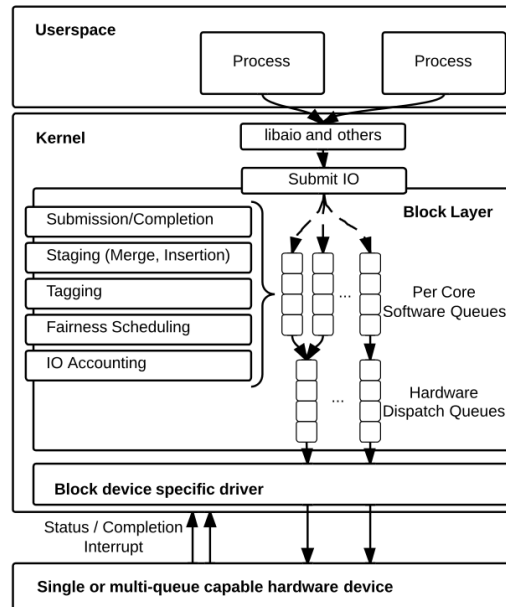 Userspace
Process
Process
Kernel
libaio and others
Submit IO
Block Layer
Submission/Completion
Staging (Merge, Insertion)
Tagging
Fairness Scheduling
IO Accounting
...
Per Core
Software Queues
...
Hardware
Dispatch Queues
Block device specific driver
Status / Completion
Interrupt
Single or multi-queue capable hardware device